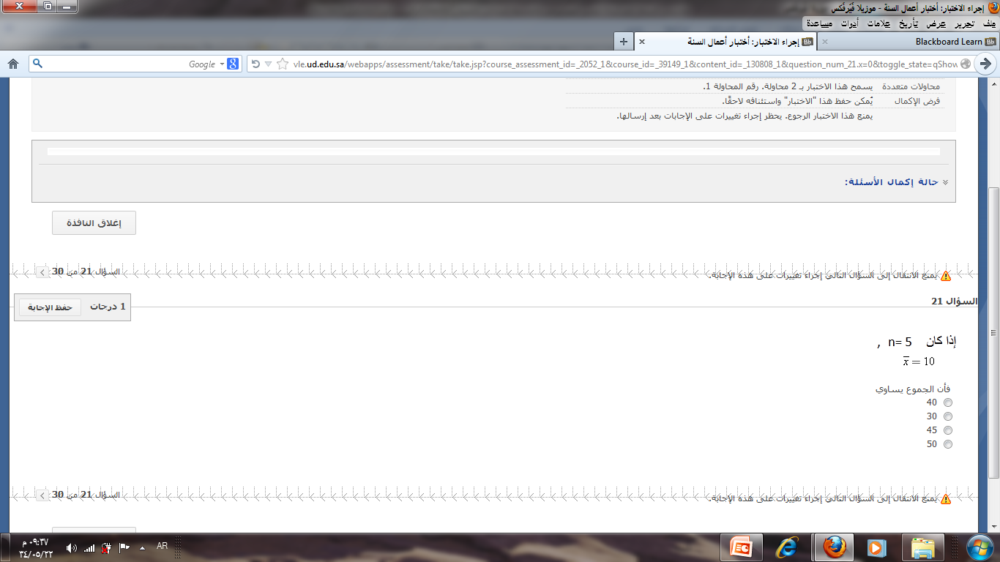 إجراء الاختبار: أختبار أعمال السنة - موزيلا فَيَرفُكس
ملف تحرير عرض تأريخ علامات أدوات مساعدة
Blackboard Learn
إجراء الاختبار: أختبار أعمال السنة
vle.ud.edu.sa/webapps/assessment/take/take.jsp?course_assessment_id=_2052_1&course_id=_39149_1&content_id=_130808_1&question_num_21.x=0&toggle_state=qShow
Google
محاولات متعددة يسمح هذا الاختبار بـ 2 محاولة. رقم المحاولة 1.
فرض الإكمال يُمكن حفظ هذا "الاختبار" واستئنافه لاحقًا.
يمنع هذا الاختبار الرجوع. يحظر إجراء تغييرات على الإجابات بعد إرسالها.
حالة إكمال الأسئلة:
إغلاق النافذة
يمنع الانتقال إلى السؤال التالي إجراء تغييرات على هذه الإجابة.
السؤال 21 من 30
السؤال 21
1 درجات
حفظ الإجابة
إذا كان n= 5 ,
x̅ = 10
فأن الجموع يساوي
40
30
45
50
يمنع الانتقال إلى السؤال التالي إجراء تغييرات على هذه الإجابة.
السؤال 21 من 30
AR
٠٩:٣٧ م
٣٤/٠٥/٢٣